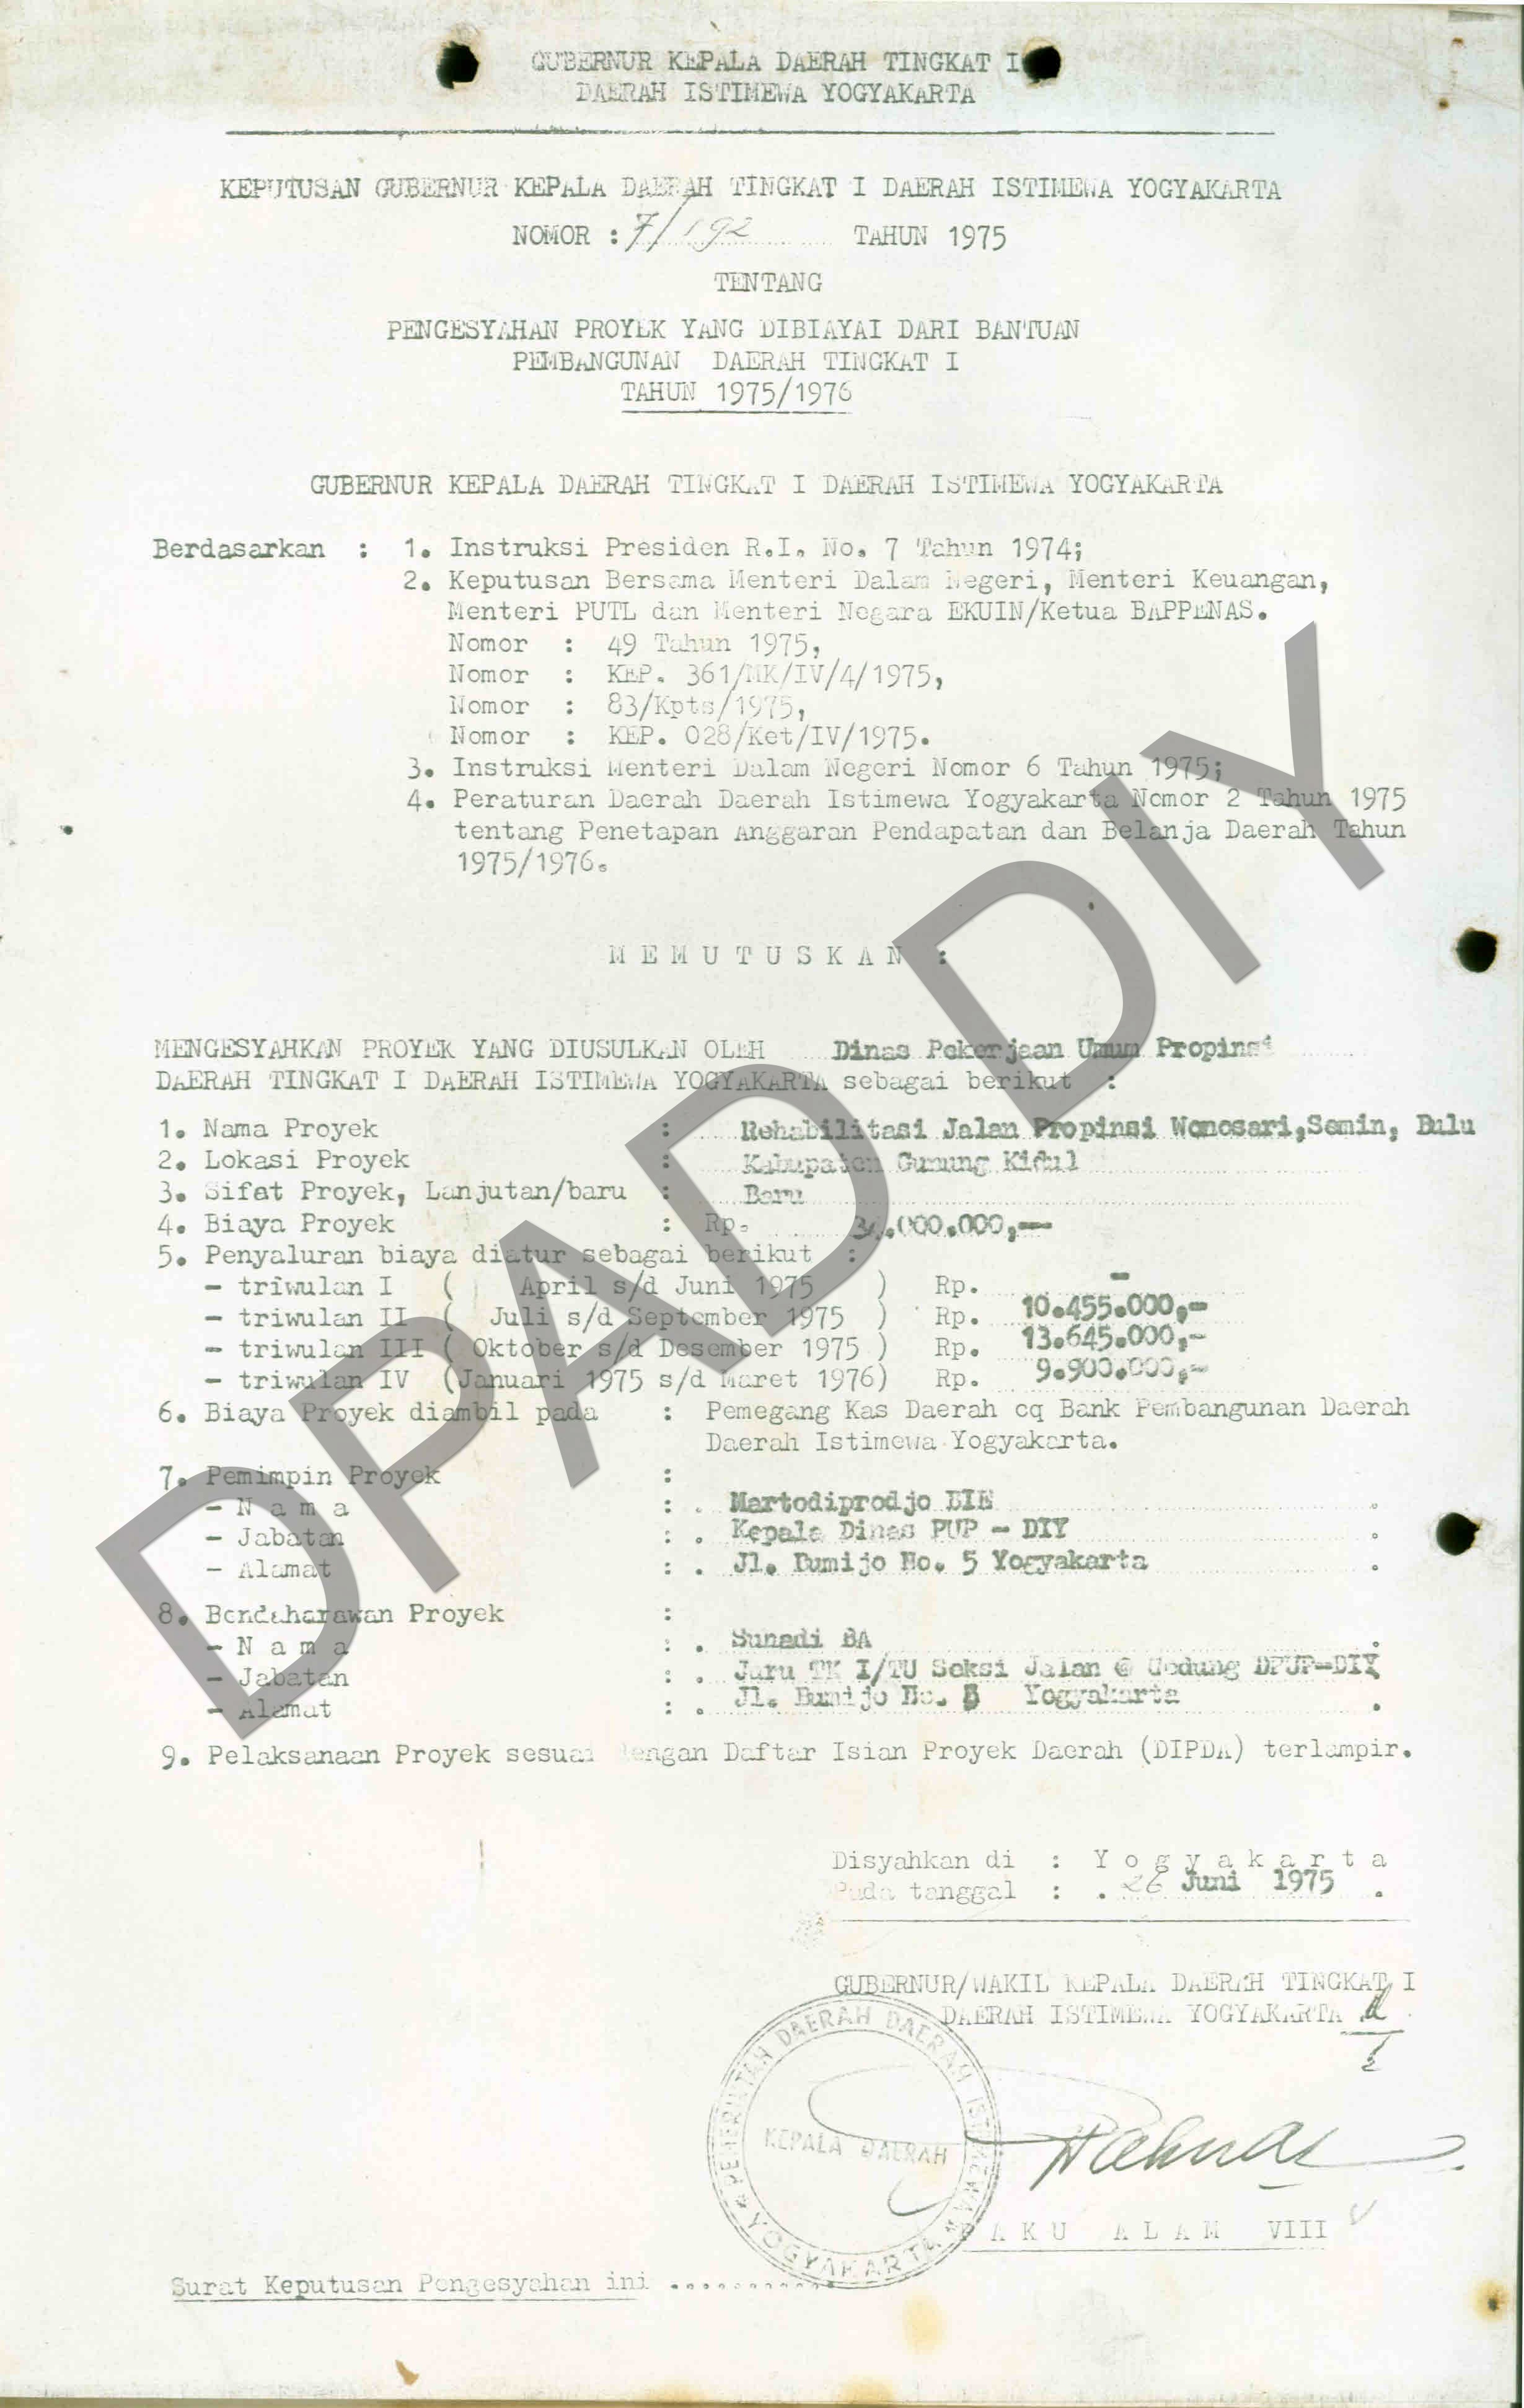 GUBERNUR KEPALA DAERAH TINGKAT I
DAERAH ISTIMEWA YOGYAKARTA
KEPUTUSAN GUBERNUR KEPALA DAERAH TINGKAT I DAERAH ISTIMEWA YOGYAKARTA
NOMOR : 7/192 TAHUN 1975
TENTANG
PENGESYAHAN PROYEK YANG DIBIAYAI DARI BANTUAN
PEMBANGUNAN DAERAH TINGKAT I
TAHUN 1975/1976
GUBERNUR KEPALA DAERAH TINGKAT I DAERAH ISTIMEWA YOGYAKARTA
Berdasarkan : 1. Instruksi Presiden R.I. No. 7 Tahun 1974;
2. Keputusan Bersama Menteri Dalam Negeri, Menteri Keuangan,
Menteri PUTL dan Menteri Negara EKUIN/Ketua BAPPENAS.
Nomor : 49 Tahun 1975,
Nomor : KEP. 361/MK/IV/4/1975,
Nomor : 83/Kpts/1975,
Nomor : KEP. 028/Ket/IV/1975.
3. Instruksi Menteri Dalam Negeri Nomor 6 Tahun 1975;
4. Peraturan Daerah Daerah Istimewa Yogyakarta Nomor 2 Tahun 1975
tentang Penetapan Anggaran Pendapatan dan Belanja Daerah Tahun
1975/1976.
M E M U T U S K A N :
MENGESYAHKAN PROYEK YANG DIUSULKAN OLEH Dinas Pekerjaan Umum Propinsi
DAERAH TINGKAT I DAERAH ISTIMEWA YOGYAKARTA sebagai berikut :
1. Nama Proyek : Rehabilitasi Jalan Propinsi Wonosari,Semin, Bulu
2. Lokasi Proyek : Kabupaten Gunung Kidul
3. Sifat Proyek, Lanjutan/baru : Baru
4. Biaya Proyek : Rp.
5. Penyaluran biaya diatur sebagai berikut :
- triwulan I ( April s/d Juni 1975 ) Rp. -
- triwulan II ( Juli s/d September 1975 ) Rp. 10.455.000,-
- triwulan III ( Oktober s/d Desember 1975 ) Rp. 13.645.000,-
- triwulan IV (Januari 1975 s/d Maret 1976) Rp. 9.900.000,-
6. Biaya Proyek diambil pada : Pemegang Kas Daerah cq Bank Pembangunan Daerah
Daerah Istimewa Yogyakarta.
7. Pemimpin Proyek :
- N a m a : . Martodiprodjo BIE .
- Jabatan : . Kepala Dinas PUP - DIY .
- Alamat : . Jl. Bumijo No. 5 Yogyakarta .
8. Bendaharawan Proyek :
- N a m a : . Sunadi BA .
- Jabatan : . Juru TK I/TU Seksi Jalan @ Gedung DPUP-DIY
- Alamat : . Jl. Bumijo No. 5 Yogyakarta .
9. Pelaksanaan Proyek sesuai dengan Daftar Isian Proyek Daerah (DIPDA) terlampir.
Disyahkan di : Y o g y a k a r t a
Pada tanggal : . 26 Juni 1975 .
GUBERNUR/WAKIL KEPALA DAERAH TINGKAT I
DAERAH ISTIMEWA YOGYAKARTA
PEMERINTAH DAERAH DAERAH ISTIMEWA
KEPALA DAERAH
YOGYAKARTA
P A K U A L A M VIII
Surat Keputusan Pengesyahan ini ...........
DPAD DIY